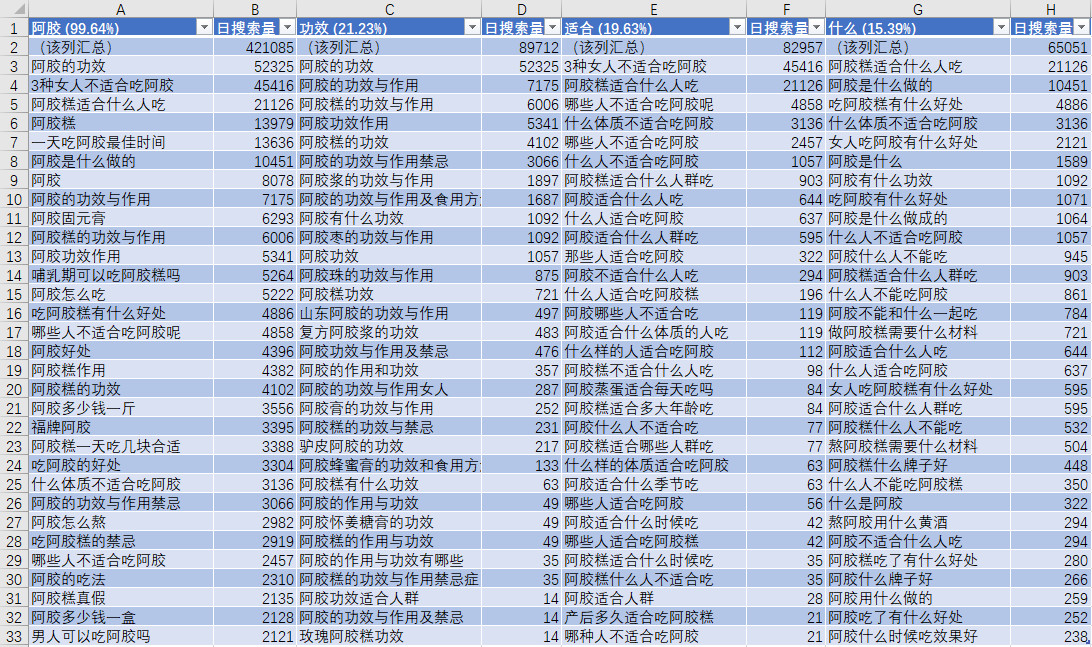 A B C D E F G H
1 阿胶 (99.64%) 日搜索量 功效 (21.23%) 日搜索量 适合 (19.63%) 日搜索量 什么 (15.39%) 日搜索量
2 （该列汇总） 421085 （该列汇总） 89712 （该列汇总） 82957 （该列汇总） 65051
3 阿胶的功效 52325 阿胶的功效 52325 3种女人不适合吃阿胶 45416 阿胶糕适合什么人吃 21126
4 3种女人不适合吃阿胶 45416 阿胶的功效与作用 7175 阿胶糕适合什么人吃 21126 阿胶是什么做的 10451
5 阿胶糕适合什么人吃 21126 阿胶糕的功效与作用 6006 哪些人不适合吃阿胶呢 4858 吃阿胶糕有什么好处 4886
6 阿胶糕 13979 阿胶功效作用 5341 什么体质不适合吃阿胶 3136 什么体质不适合吃阿胶 3136
7 一天吃阿胶最佳时间 13636 阿胶糕的功效 4102 哪些人不适合吃阿胶 2457 女人吃阿胶有什么好处 2121
8 阿胶是什么做的 10451 阿胶的功效与作用禁忌 3066 什么人不适合吃阿胶 1057 阿胶是什么 1589
9 阿胶 8078 阿胶浆的功效与作用 1897 阿胶糕适合什么人群吃 903 阿胶有什么功效 1092
10 阿胶的功效与作用 7175 阿胶的功效与作用及食用方 1687 阿胶适合什么人吃 644 吃阿胶有什么好处 1071
11 阿胶固元膏 6293 阿胶有什么功效 1092 什么人适合吃阿胶 637 阿胶是什么做成的 1064
12 阿胶糕的功效与作用 6006 阿胶枣的功效与作用 1092 阿胶适合什么人群吃 595 什么人不适合吃阿胶 1057
13 阿胶功效作用 5341 阿胶功效 1057 那些人适合吃阿胶 322 阿胶什么人不能吃 945
14 哺乳期可以吃阿胶糕吗 5264 阿胶珠的功效与作用 875 阿胶不适合什么人吃 294 阿胶糕适合什么人群吃 903
15 阿胶怎么吃 5222 阿胶糕功效 721 什么人适合吃阿胶糕 196 什么人不能吃阿胶 861
16 吃阿胶糕有什么好处 4886 山东阿胶的功效与作用 497 阿胶哪些人不适合吃 119 阿胶不能和什么一起吃 784
17 哪些人不适合吃阿胶呢 4858 复方阿胶浆的功效 483 阿胶适合什么体质的人吃 119 做阿胶糕需要什么材料 721
18 阿胶好处 4396 阿胶功效与作用及禁忌 476 什么样的人适合吃阿胶 112 阿胶适合什么人吃 644
19 阿胶糕作用 4382 阿胶的作用和功效 357 阿胶糕不适合什么人吃 98 什么人适合吃阿胶 637
20 阿胶糕的功效 4102 阿胶的功效与作用女人 287 阿胶蒸蛋适合每天吃吗 84 女人吃阿胶糕有什么好处 595
21 阿胶多少钱一斤 3556 阿胶膏的功效与作用 252 阿胶糕适合多大年龄吃 84 阿胶适合什么人群吃 595
22 福牌阿胶 3395 阿胶糕的功效与禁忌 231 阿胶什么人不适合吃 77 阿胶糕什么人不能吃 532
23 阿胶糕一天吃几块合适 3388 驴皮阿胶的功效 217 阿胶糕适合哪些人群吃 77 熬阿胶糕需要什么材料 504
24 吃阿胶的好处 3304 阿胶蜂蜜膏的功效和食用方 133 什么样的体质适合吃阿胶 63 阿胶糕什么牌子好 448
25 什么体质不适合吃阿胶 3136 阿胶糕有什么功效 63 阿胶适合什么季节吃 63 什么人不能吃阿胶糕 350
26 阿胶的功效与作用禁忌 3066 阿胶的作用与功效 49 哪些人适合吃阿胶 56 什么是阿胶 322
27 阿胶怎么熬 2982 阿胶怀姜糖膏的功效 49 阿胶适合什么时候吃 42 熬阿胶用什么黄酒 294
28 吃阿胶糕的禁忌 2919 阿胶糕的作用与功效 49 哪些人适合吃阿胶糕 42 阿胶不适合什么人吃 294
29 哪些人不适合吃阿胶 2457 阿胶的作用与功效有哪些 35 阿胶糕适合什么时候吃 35 阿胶糕吃了有什么好处 280
30 阿胶的吃法 2310 阿胶糕的功效与作用禁忌症 35 阿胶糕什么人不适合吃 35 阿胶什么牌子好 266
31 阿胶糕真假 2135 阿胶功效适合人群 14 阿胶适合人群 28 阿胶用什么做的 259
32 阿胶多少钱一盒 2128 阿胶的功效与作用及禁忌 14 产后多久适合吃阿胶糕 21 阿胶吃了有什么好处 252
33 男人可以吃阿胶吗 2121 玫瑰阿胶糕功效 14 哪种人不适合吃阿胶 21 阿胶什么时候吃效果好 238